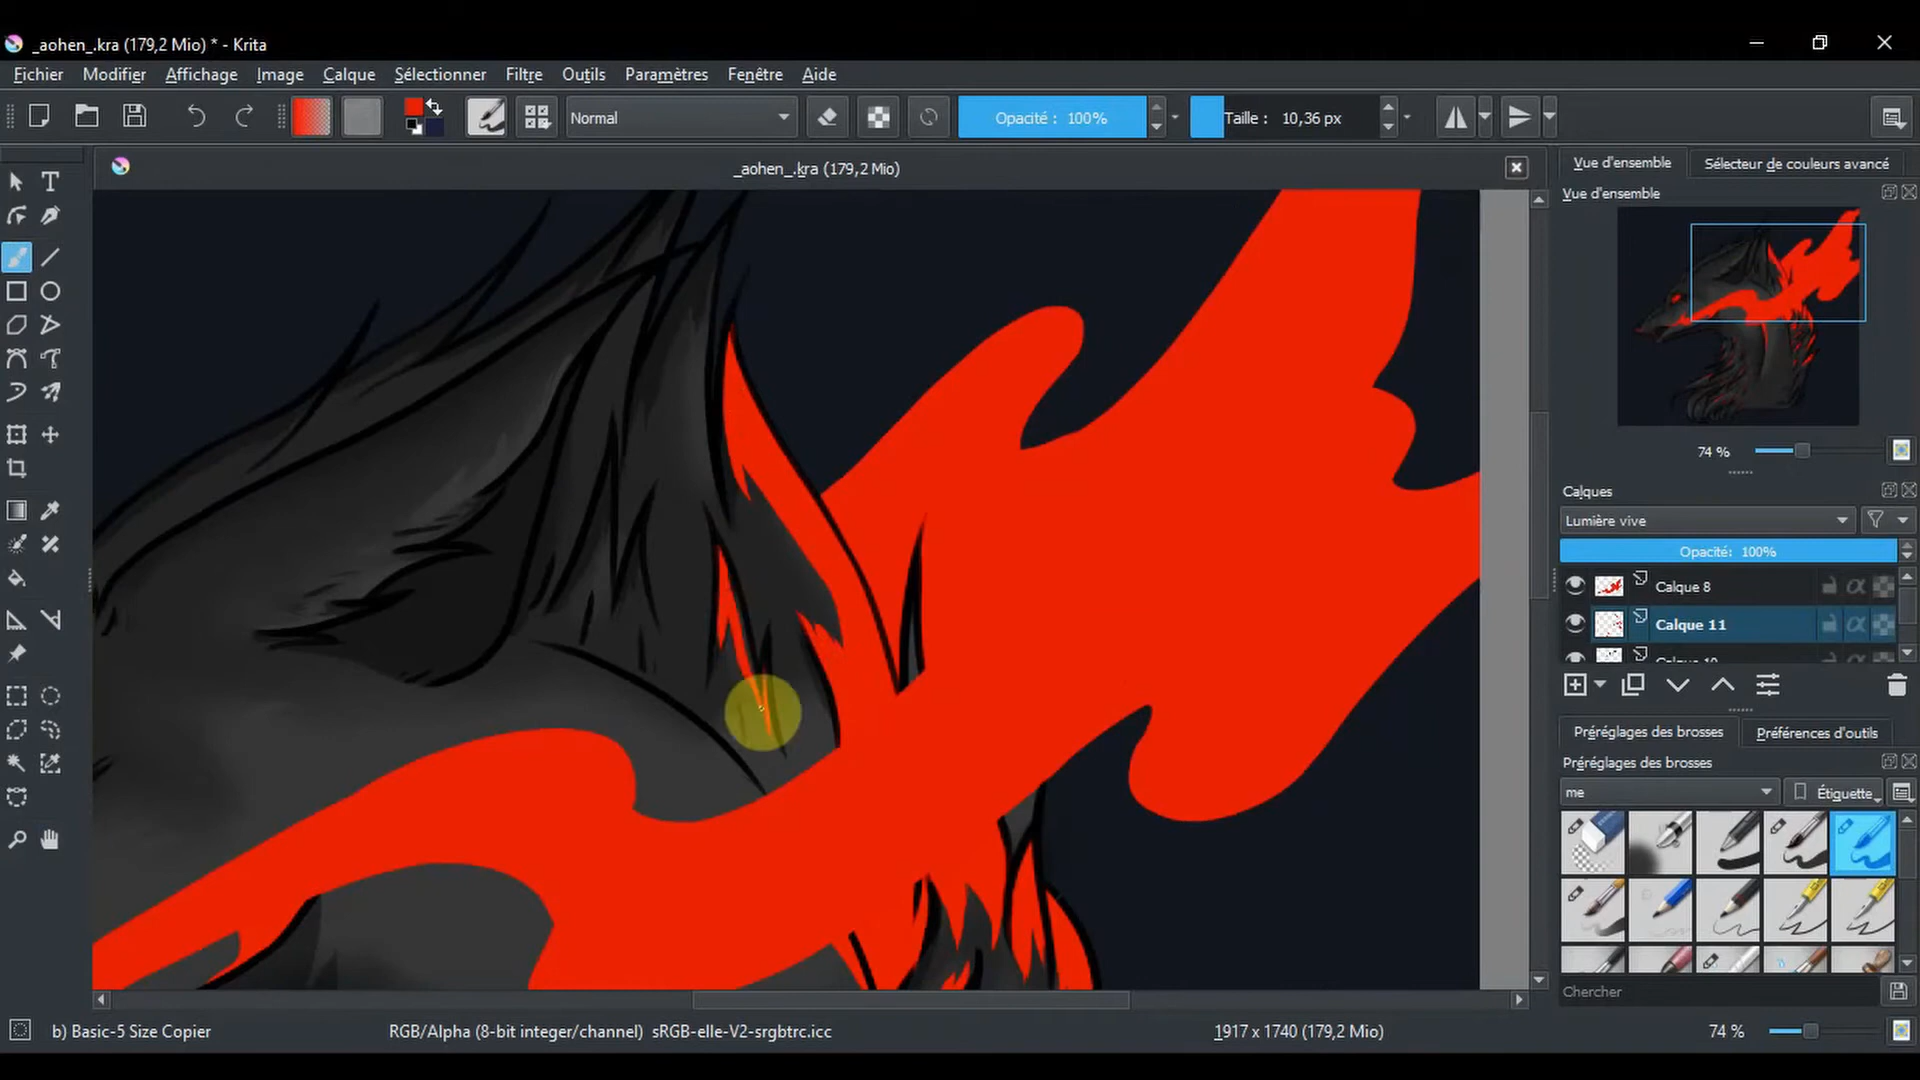 _aohen_.kra (179,2 Mio) * - Krita
Fichier Modifier Affichage Image Calque Sélectionner Filtre Outils Paramètres Fenêtre Aide
Normal Opacité : 100% Taille : 10,36 px
_aohen_.kra (179,2 Mio)
Vue d'ensemble Sélecteur de couleurs avancé
Vue d'ensemble
74 %
Calques
Lumière vive
Opacité: 100%
Calque 8
Calque 11
Calque 10
Préréglages des brosses Préférences d'outils
Préréglages des brosses
me Étiquette
Chercher
b) Basic-5 Size Copier RGB/Alpha (8-bit integer/channel) sRGB-elle-V2-srgbtrc.icc 1917 x 1740 (179,2 Mio) 74 %